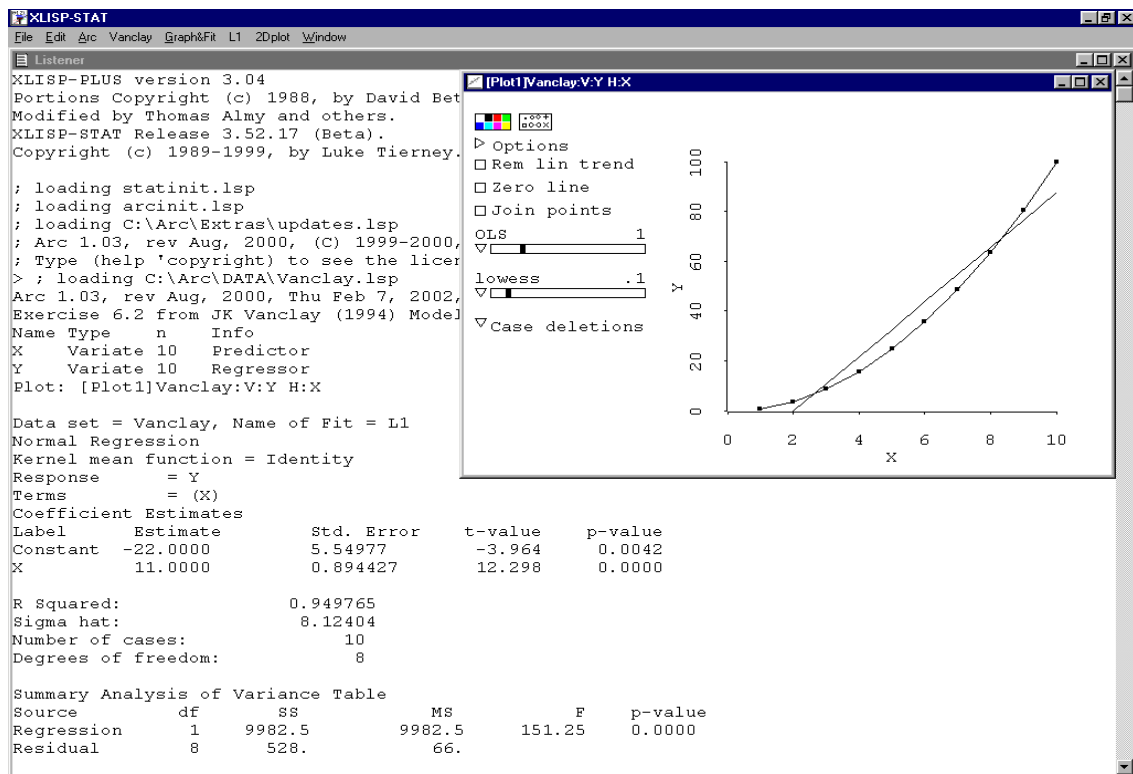 XLISP-STAT
File Edit Arc Vanclay Graph&Fit L1 2Dplot Window
Listener
XLISP-PLUS version 3.04
Portions Copyright (c) 1988, by David Bet
Modified by Thomas Almy and others.
XLISP-STAT Release 3.52.17 (Beta).
Copyright (c) 1989-1999, by Luke Tierney.
; loading statinit.lsp
; loading arcinit.lsp
; loading C:\Arc\Extras\updates.lsp
; Arc 1.03, rev Aug, 2000, (C) 1999-2000,
; Type (help 'copyright) to see the licer
> ; loading C:\Arc\DATA\Vanclay.lsp
Arc 1.03, rev Aug, 2000, Thu Feb 7, 2002,
Exercise 6.2 from JK Vanclay (1994) Model
Name Type n Info
X Variate 10 Predictor
Y Variate 10 Regressor
Plot: [Plot1]Vanclay:V:Y H:X
Data set = Vanclay, Name of Fit = L1
Normal Regression
Kernel mean function = Identity
Response = Y
Terms = (X)
Coefficient Estimates
Label Estimate Std. Error t-value p-value
Constant -22.0000 5.54977 -3.964 0.0042
X 11.0000 0.894427 12.298 0.0000
R Squared: 0.949765
Sigma hat: 8.12404
Number of cases: 10
Degrees of freedom: 8
Summary Analysis of Variance Table
Source df SS MS F p-value
Regression 1 9982.5 9982.5 151.25 0.0000
Residual 8 528. 66.
[Plot1]Vanclay:V:Y H:X
Options
Rem lin trend
Zero line
Join points
OLS 1
lowess .1
Case deletions
100
80
60
40
20
0
Y
0 2 4 6 8 10
X